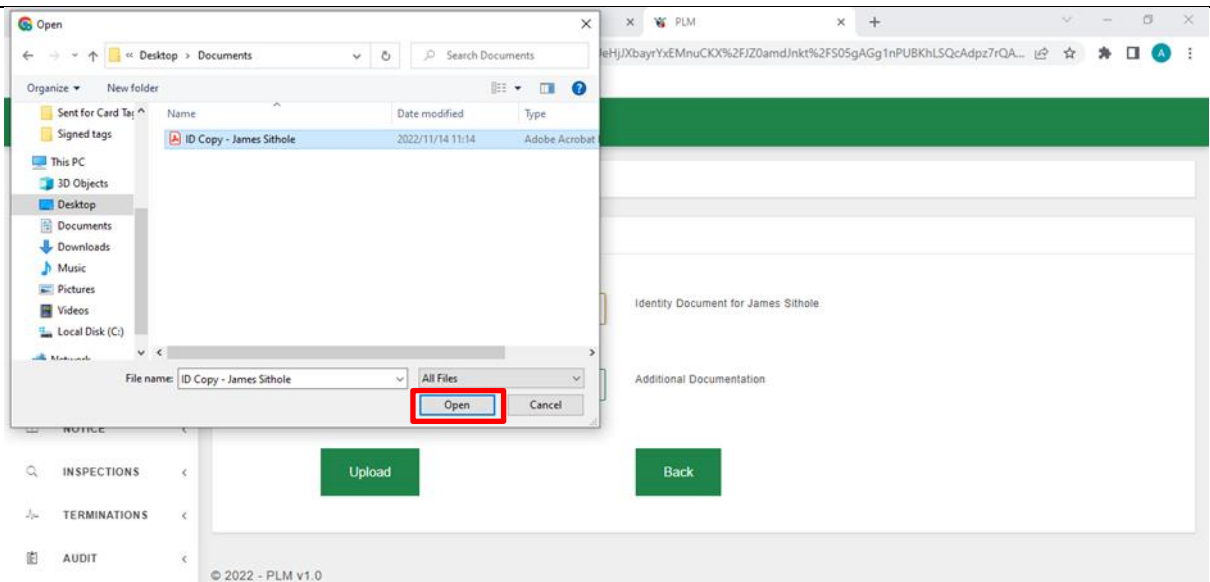 Open
PLM
+
« Desktop > Documents
Search Documents
Organize
New folder
?
A
Sent for Card Ta
Signed tags
This PC
3D Objects
Desktop
Documents
Downloads
Music
Pictures
Videos
Local Disk (C:)
Network
Name
Date modified
Type
ID Copy - James Sithole
2022/11/14 11:14
Adobe Acrobat
File name:
ID Copy - James Sithole
All Files
Open
Cancel
Identity Document for James Sithole
Additional Documentation
Upload
Back
NOTICE
INSPECTIONS
TERMINATIONS
AUDIT
© 2022 - PLM v1.0